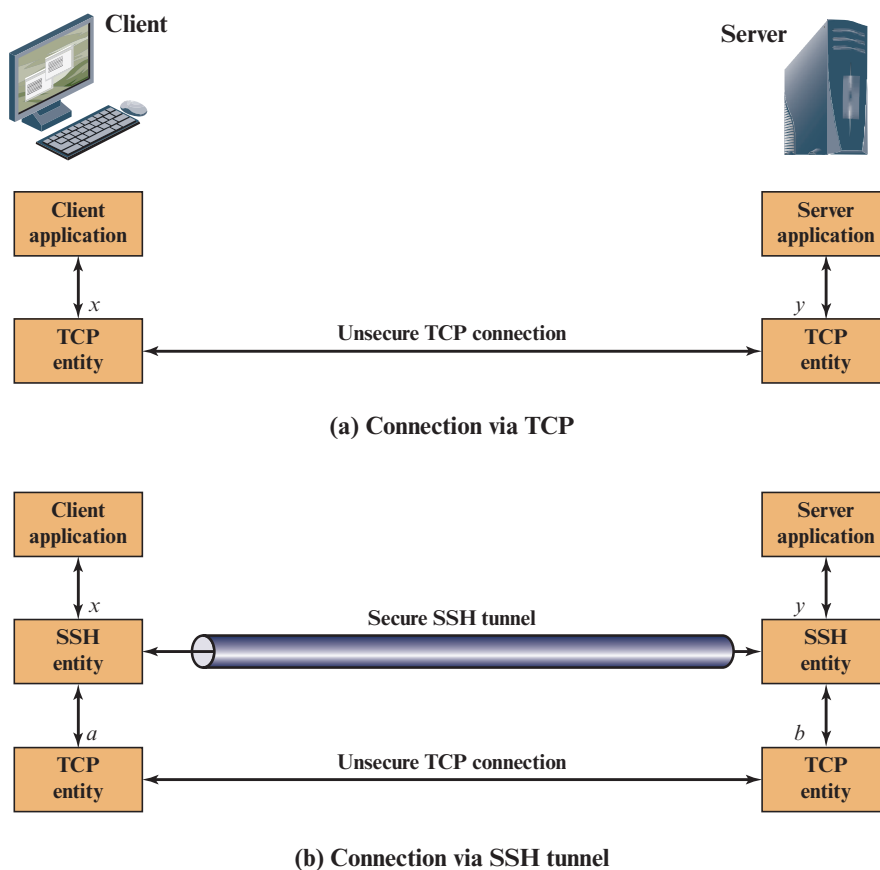 Client
Server
Client
application
Server
application
x
y
TCP
entity
Unsecure TCP connection
TCP
entity
(a) Connection via TCP
Client
application
Server
application
x
y
SSH
entity
Secure SSH tunnel
SSH
entity
a
b
TCP
entity
Unsecure TCP connection
TCP
entity
(b) Connection via SSH tunnel